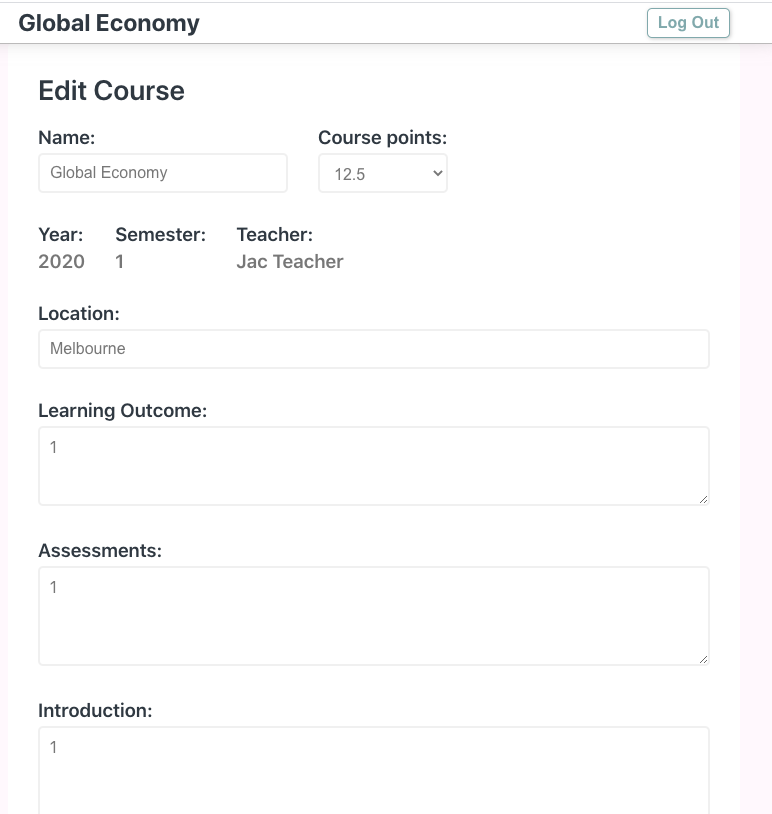 Global Economy Log Out
Edit Course
Name: Course points:
Global Economy 12.5
Year: Semester: Teacher:
2020 1 Jac Teacher
Location:
Melbourne
Learning Outcome:
1
Assessments:
1
Introduction:
1